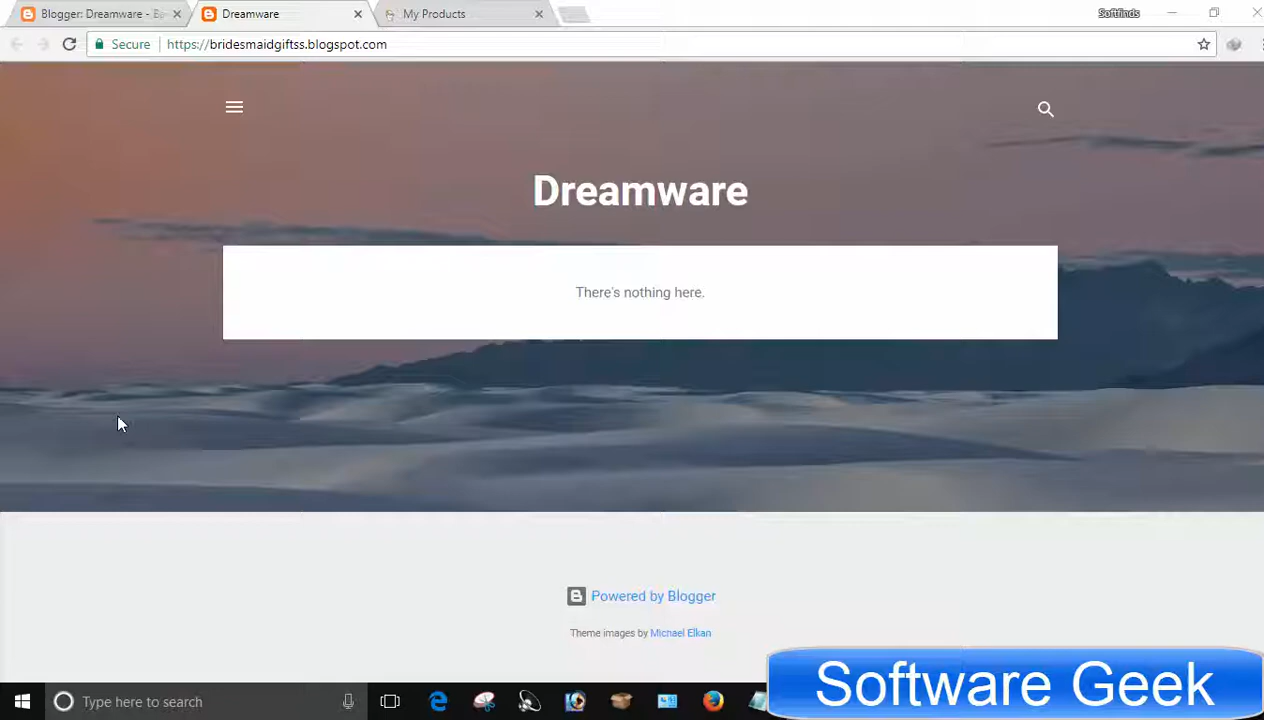 Blogger: Dreamware - E
Dreamware
My Products
Softfinds
Secure
https://bridesmaidgiftss.blogspot.com
Dreamware
There's nothing here.
Powered by Blogger
Theme images by Michael Elkan
Type here to search
Software Geek